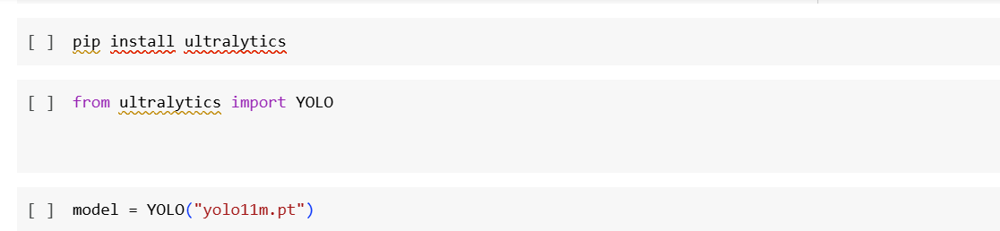 [ ] pip install ultralytics
[ ] from ultralytics import YOLO
[ ] model = YOLO("yolo11m.pt")